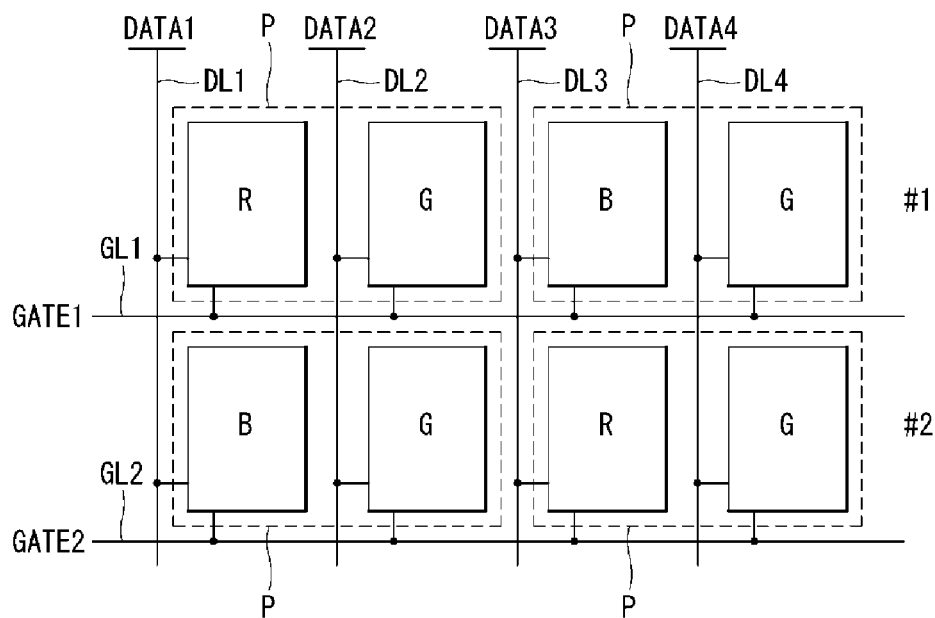 DATA1 P DATA2 DATA3 P DATA4
DL1 DL2 DL3 DL4
R G B G #1
GL1
GATE1
B G R G #2
GL2
GATE2
P P